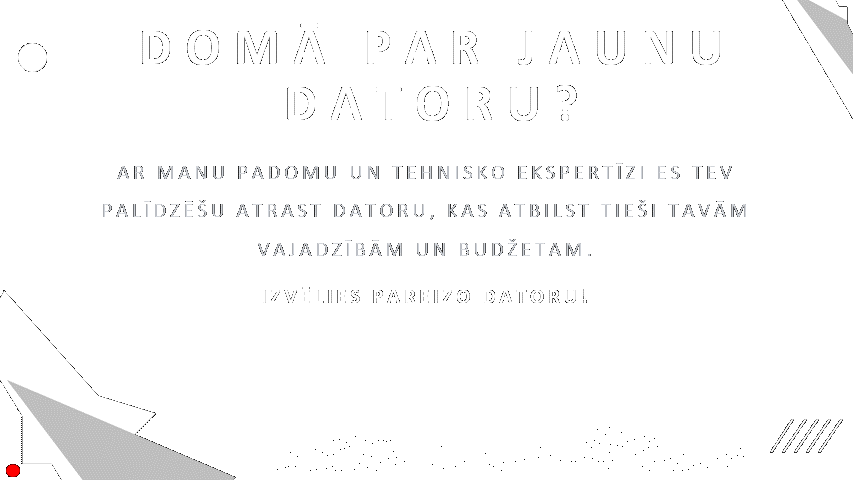 DOMĀ PAR JAUNU
DATORU?
AR MANU PADOMU UN TEHNISKO EKSPERTĪZI ES TEV
PALĪDZĒŠU ATRAST DATORU, KAS ATBILST TIEŠI TAVĀM
VAJADZĪBĀM UN BUDŽETAM.
IZVĒLIES PAREIZO DATORU!